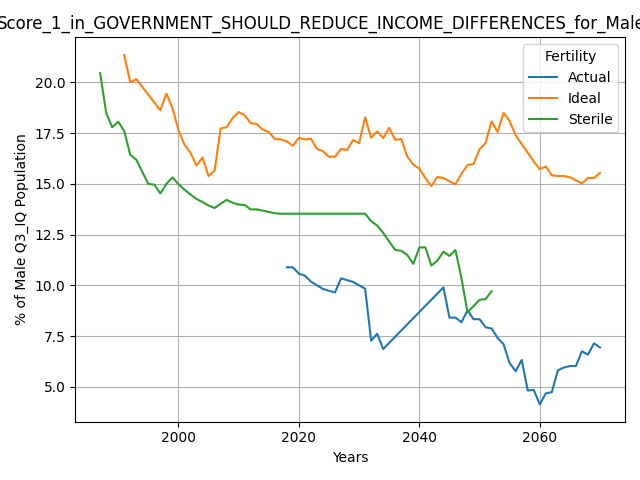 Score_1_in_GOVERNMENT_SHOULD_REDUCE_INCOME_DIFFERENCES_for_Male
Fertility
Actual
Ideal
Sterile
% of Male Q3_IQ Population
20.0
17.5
15.0
12.5
10.0
7.5
5.0
2000 2020 2040 2060
Years